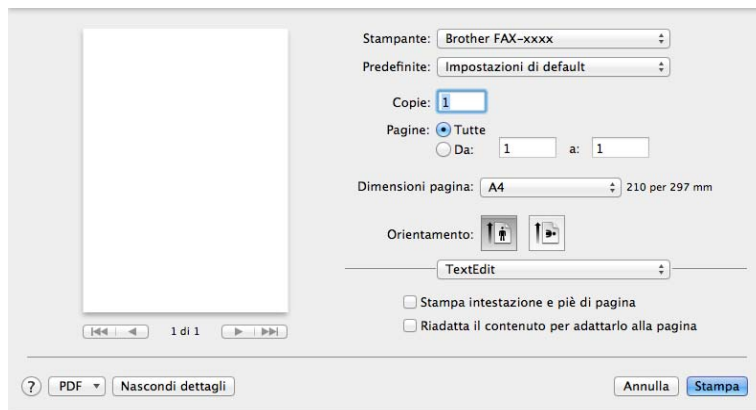 Stampante: Brother FAX-xxxx
Predefinite: Impostazioni di default
Copie: 1
Pagine: Tutte
Da: 1 a: 1
Dimensioni pagina: A4 210 per 297 mm
Orientamento:
TextEdit
Stampa intestazione e piè di pagina
Riadatta il contenuto per adattarlo alla pagina
1 di 1
? PDF Nascondi dettagli Annulla Stampa